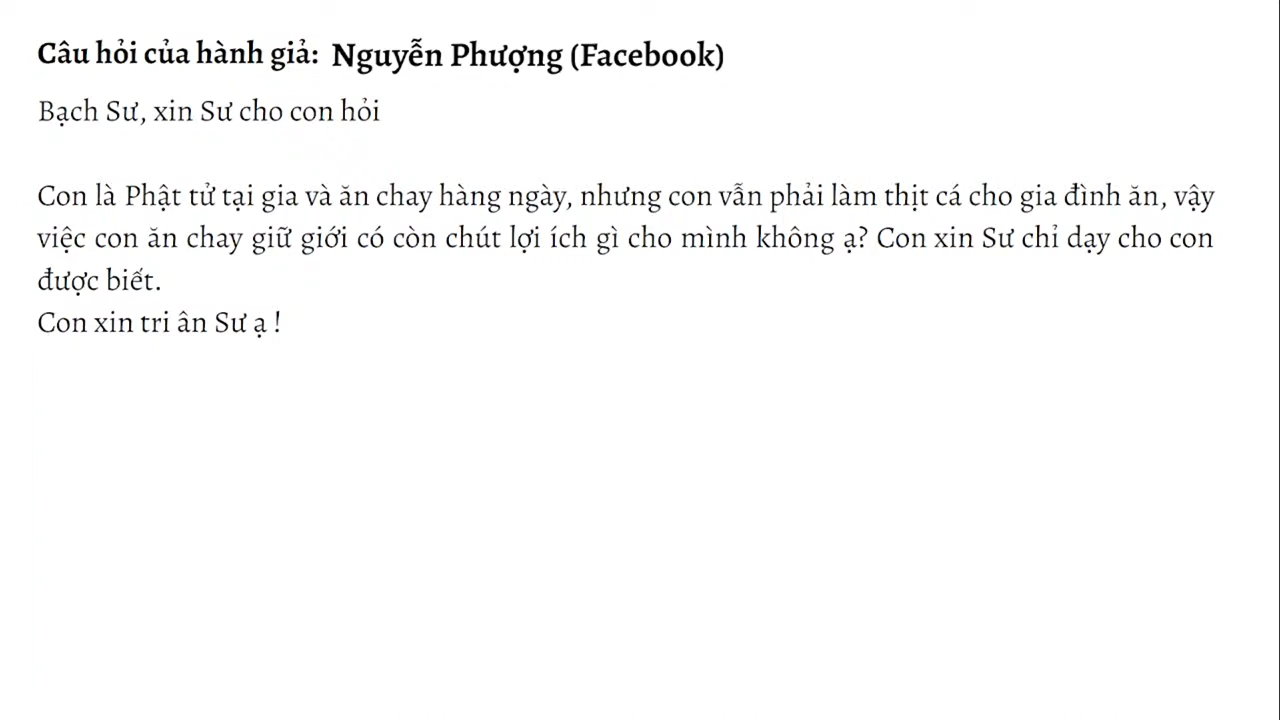 Câu hỏi của hành giả: Nguyễn Phượng (Facebook)
Bạch Sư, xin Sư cho con hỏi
Con là Phật tử tại gia và ăn chay hàng ngày, nhưng con vẫn phải làm thịt cá cho gia đình ăn, vậy
việc con ăn chay giữ giới có còn chút lợi ích gì cho mình không ạ? Con xin Sư chỉ dạy cho con
được biết.
Con xin tri ân Sư ạ !